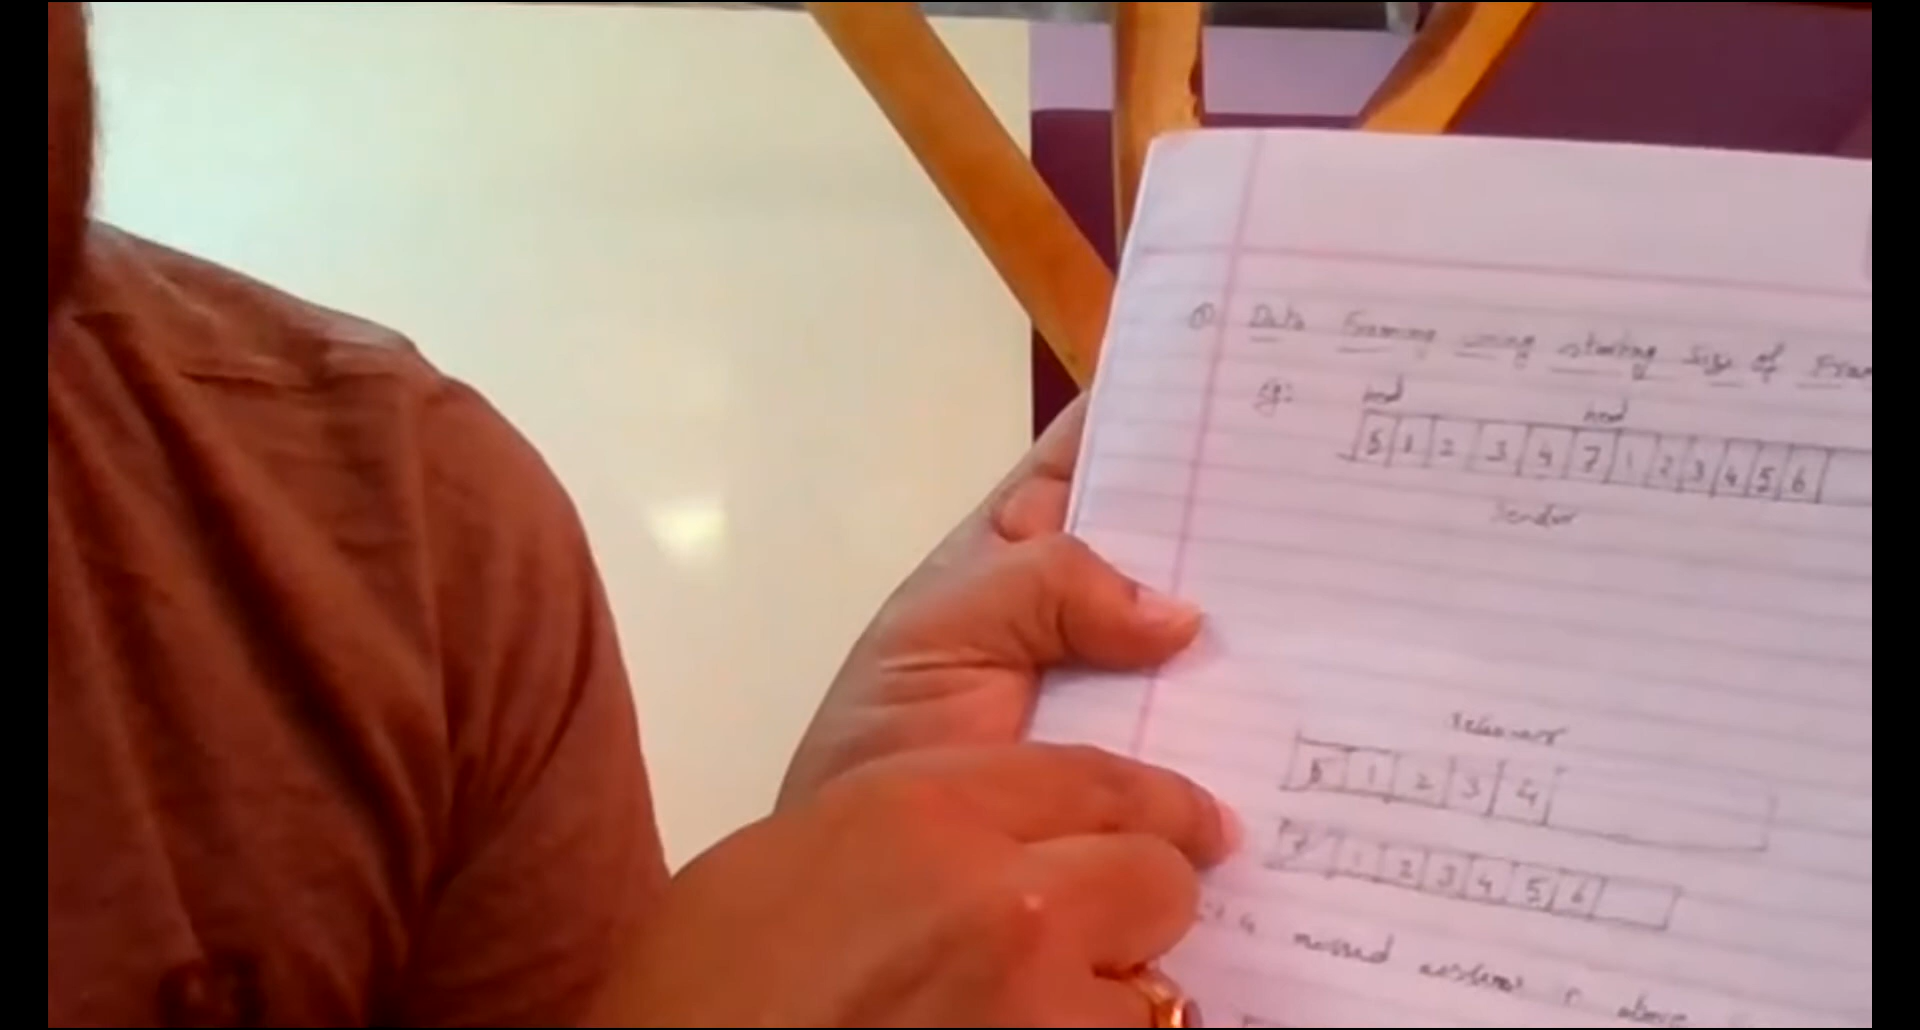 ① Data Framing using starting size of Fram
eg: head head
5 1 2 3 4 7 1 2 3 4 5 6
Sender
Receiver
5 1 2 3 4
7 1 2 3 4 5 6
above